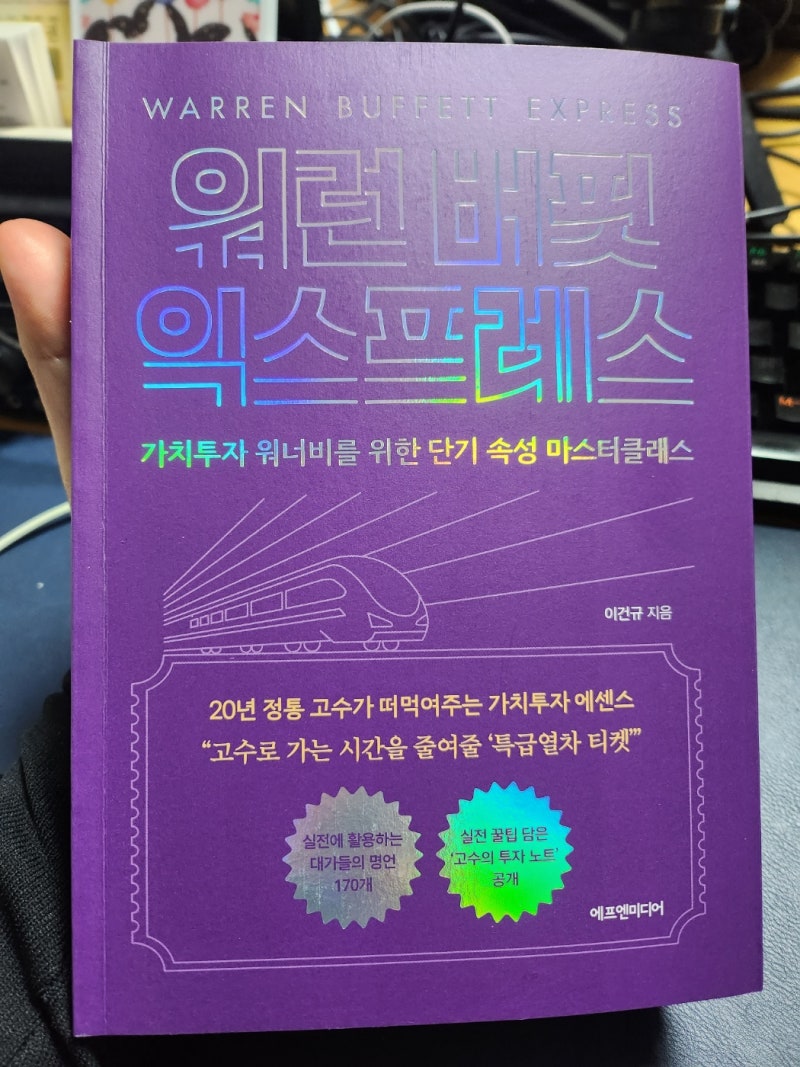 WARREN BUFFETT EXPRESS
워런 버핏
익스프레스
가치투자 워너비를 위한 단기 속성 마스터클래스
이건규 지음
20년 정통 고수가 떠먹여주는 가치투자 에센스
“고수로 가는 시간을 줄여줄 ‘특급열차 티켓’”
실전에 활용하는
대가들의 명언
170개
실전 꿀팁 담은
‘고수의 투자 노트’
공개
에프엔미디어